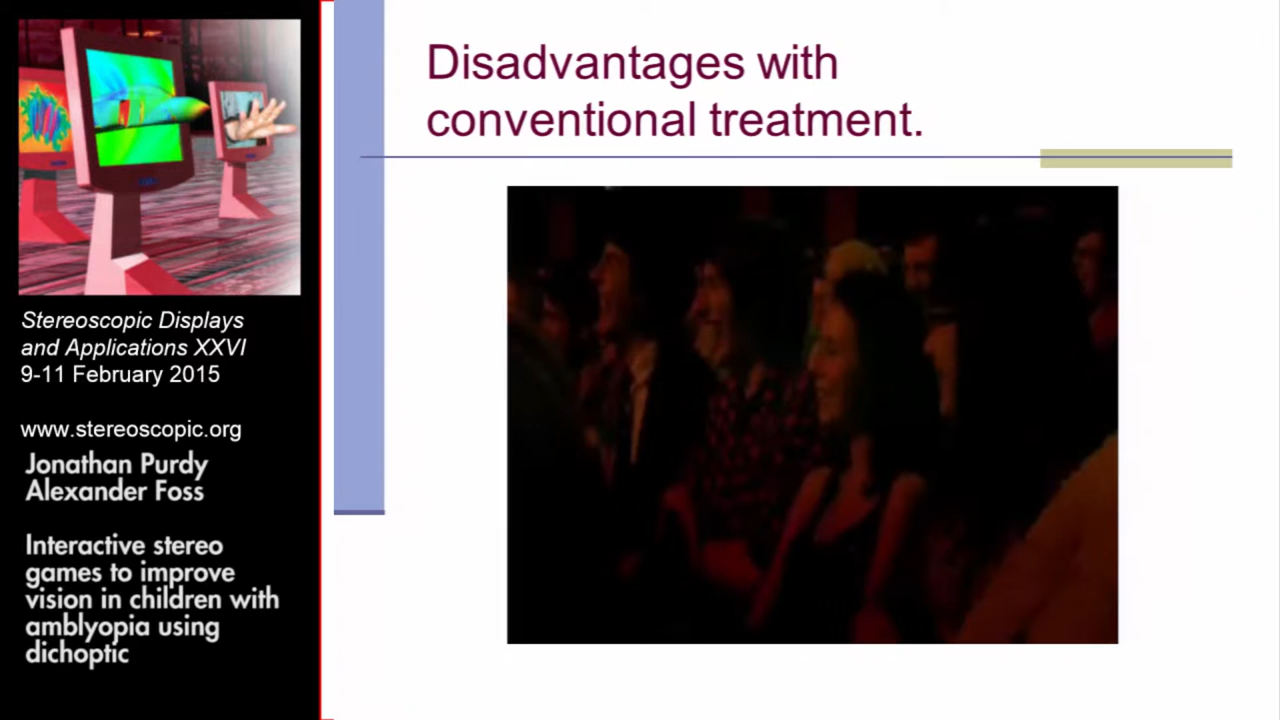 Stereoscopic Displays
and Applications XXVI
9-11 February 2015
www.stereoscopic.org
Jonathan Purdy
Alexander Foss
Interactive stereo
games to improve
vision in children with
amblyopia using
dichoptic
Disadvantages with
conventional treatment.